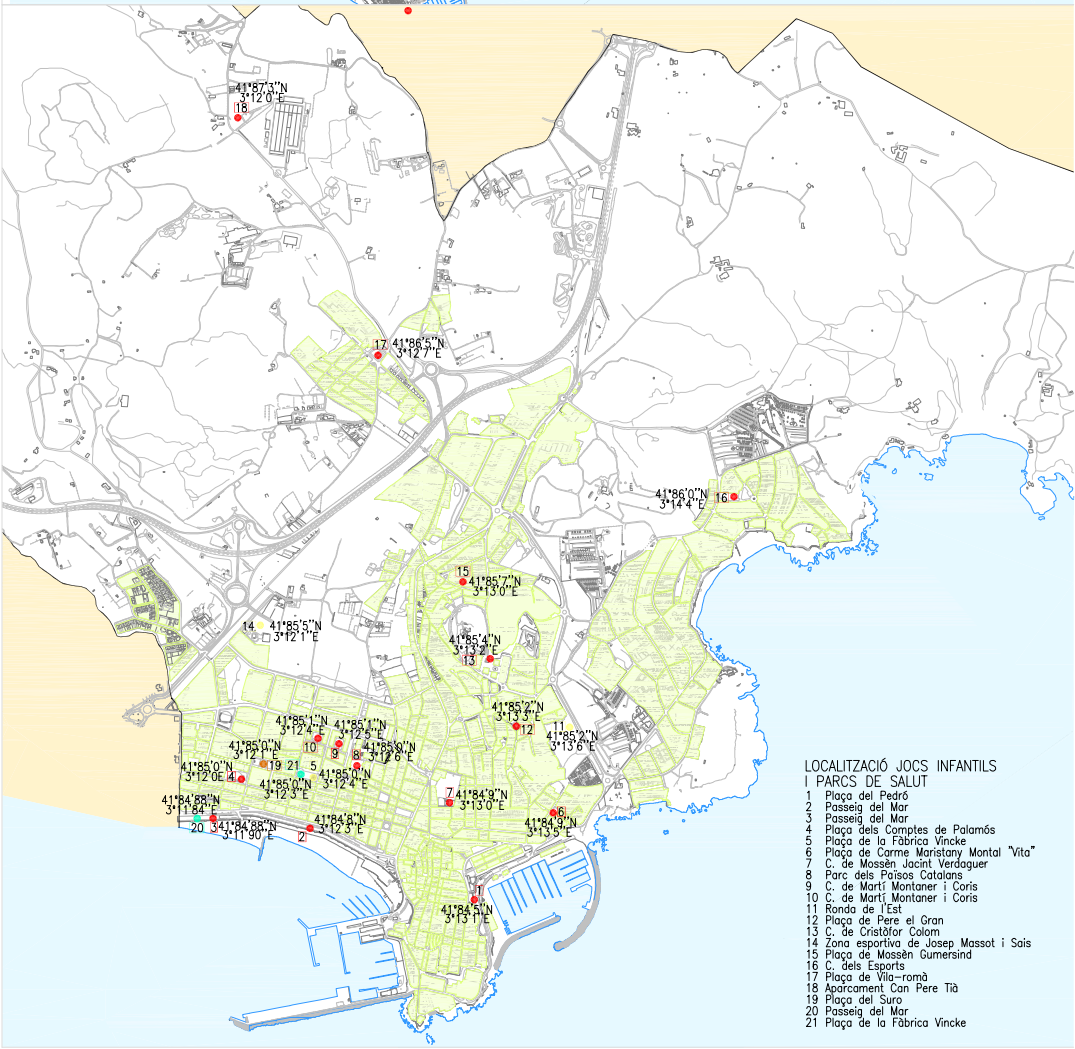 41°87'3''N
3°12'0''E
18
17
41°86'5''N
3°12'7''E
41°86'0''N
3°14'4''E
16
15
41°85'7''N
3°13'0''E
14
41°85'5''N
3°12'1''E
41°85'4''N
3°13'2''E
13
41°85'2''N
3°13'3''E
12
11
41°85'2''N
3°13'6''E
41°85'1''N
3°12'4''E
10
41°85'1''N
3°12'5''E
9
8
41°85'0''N
3°12'6''E
41°85'0''N
3°12'1''E
19
21
5
41°85'0''N
3°12'4''E
41°85'0''N
3°12'0E
4
41°85'0''N
3°12'3''E
41°84'88''N
3°11'84''E
20
3
41°84'88''N
3°11'90''E
2
41°84'8''N
3°12'3''E
7
41°84'9''N
3°13'0''E
6
41°84'9''N
3°13'5''E
1
41°84'5''N
3°13'1''E
LOCALITZACIÓ JOCS INFANTILS
I PARCS DE SALUT
1 Plaça del Pedró
2 Passeig del Mar
3 Passeig del Mar
4 Plaça dels Comptes de Palamós
5 Plaça de la Fàbrica Vincke
6 Plaça de Carme Maristany Montal "Vita"
7 C. de Mossèn Jacint Verdaguer
8 Parc dels Països Catalans
9 C. de Martí Montaner i Coris
10 C. de Martí Montaner i Coris
11 Ronda de l'Est
12 Plaça de Pere el Gran
13 C. de Cristòfor Colom
14 Zona esportiva de Josep Massot i Sais
15 Plaça de Mossèn Gumersind
16 C. dels Esports
17 Plaça de Vila-romà
18 Aparcament Can Pere Tià
19 Plaça del Suro
20 Passeig del Mar
21 Plaça de la Fàbrica Vincke